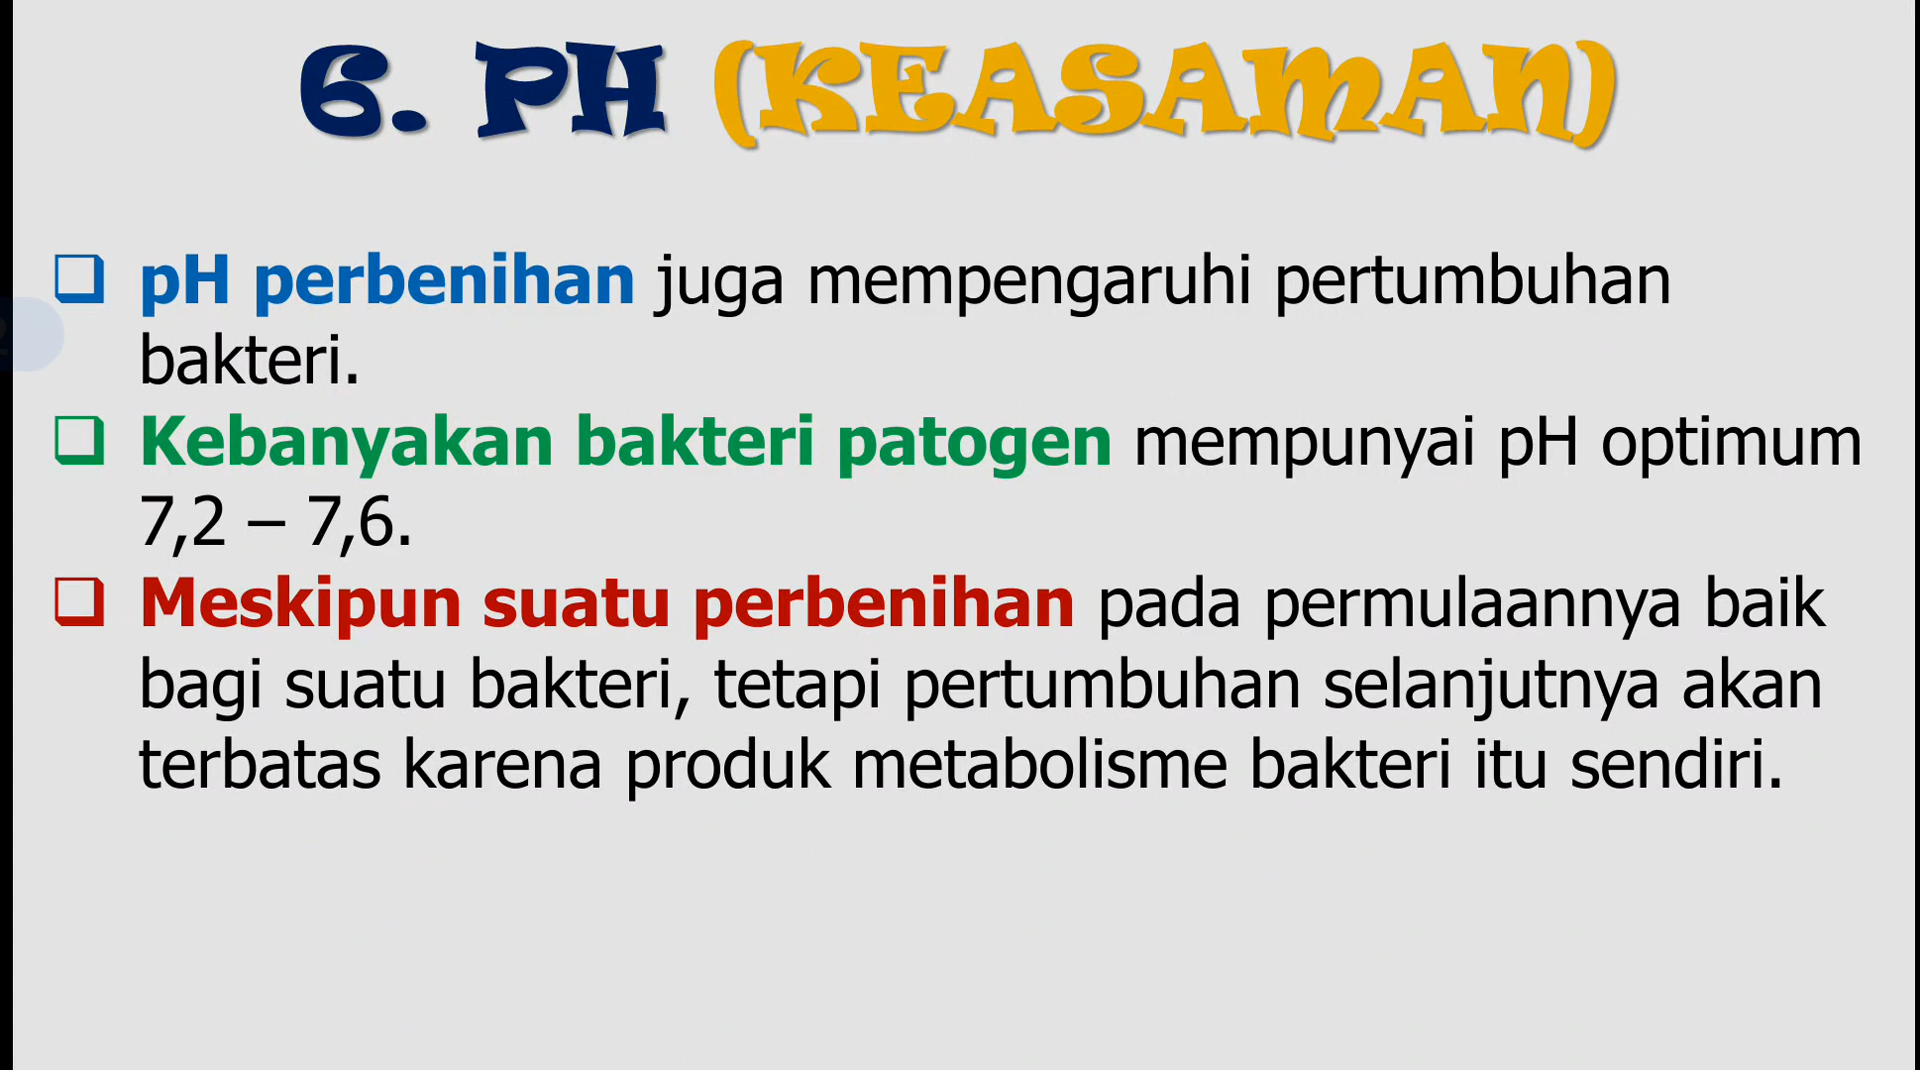 6. PH (KEASAMAN)
pH perbenihan juga mempengaruhi pertumbuhan
bakteri.
Kebanyakan bakteri patogen mempunyai pH optimum
7,2 – 7,6.
Meskipun suatu perbenihan pada permulaannya baik
bagi suatu bakteri, tetapi pertumbuhan selanjutnya akan
terbatas karena produk metabolisme bakteri itu sendiri.